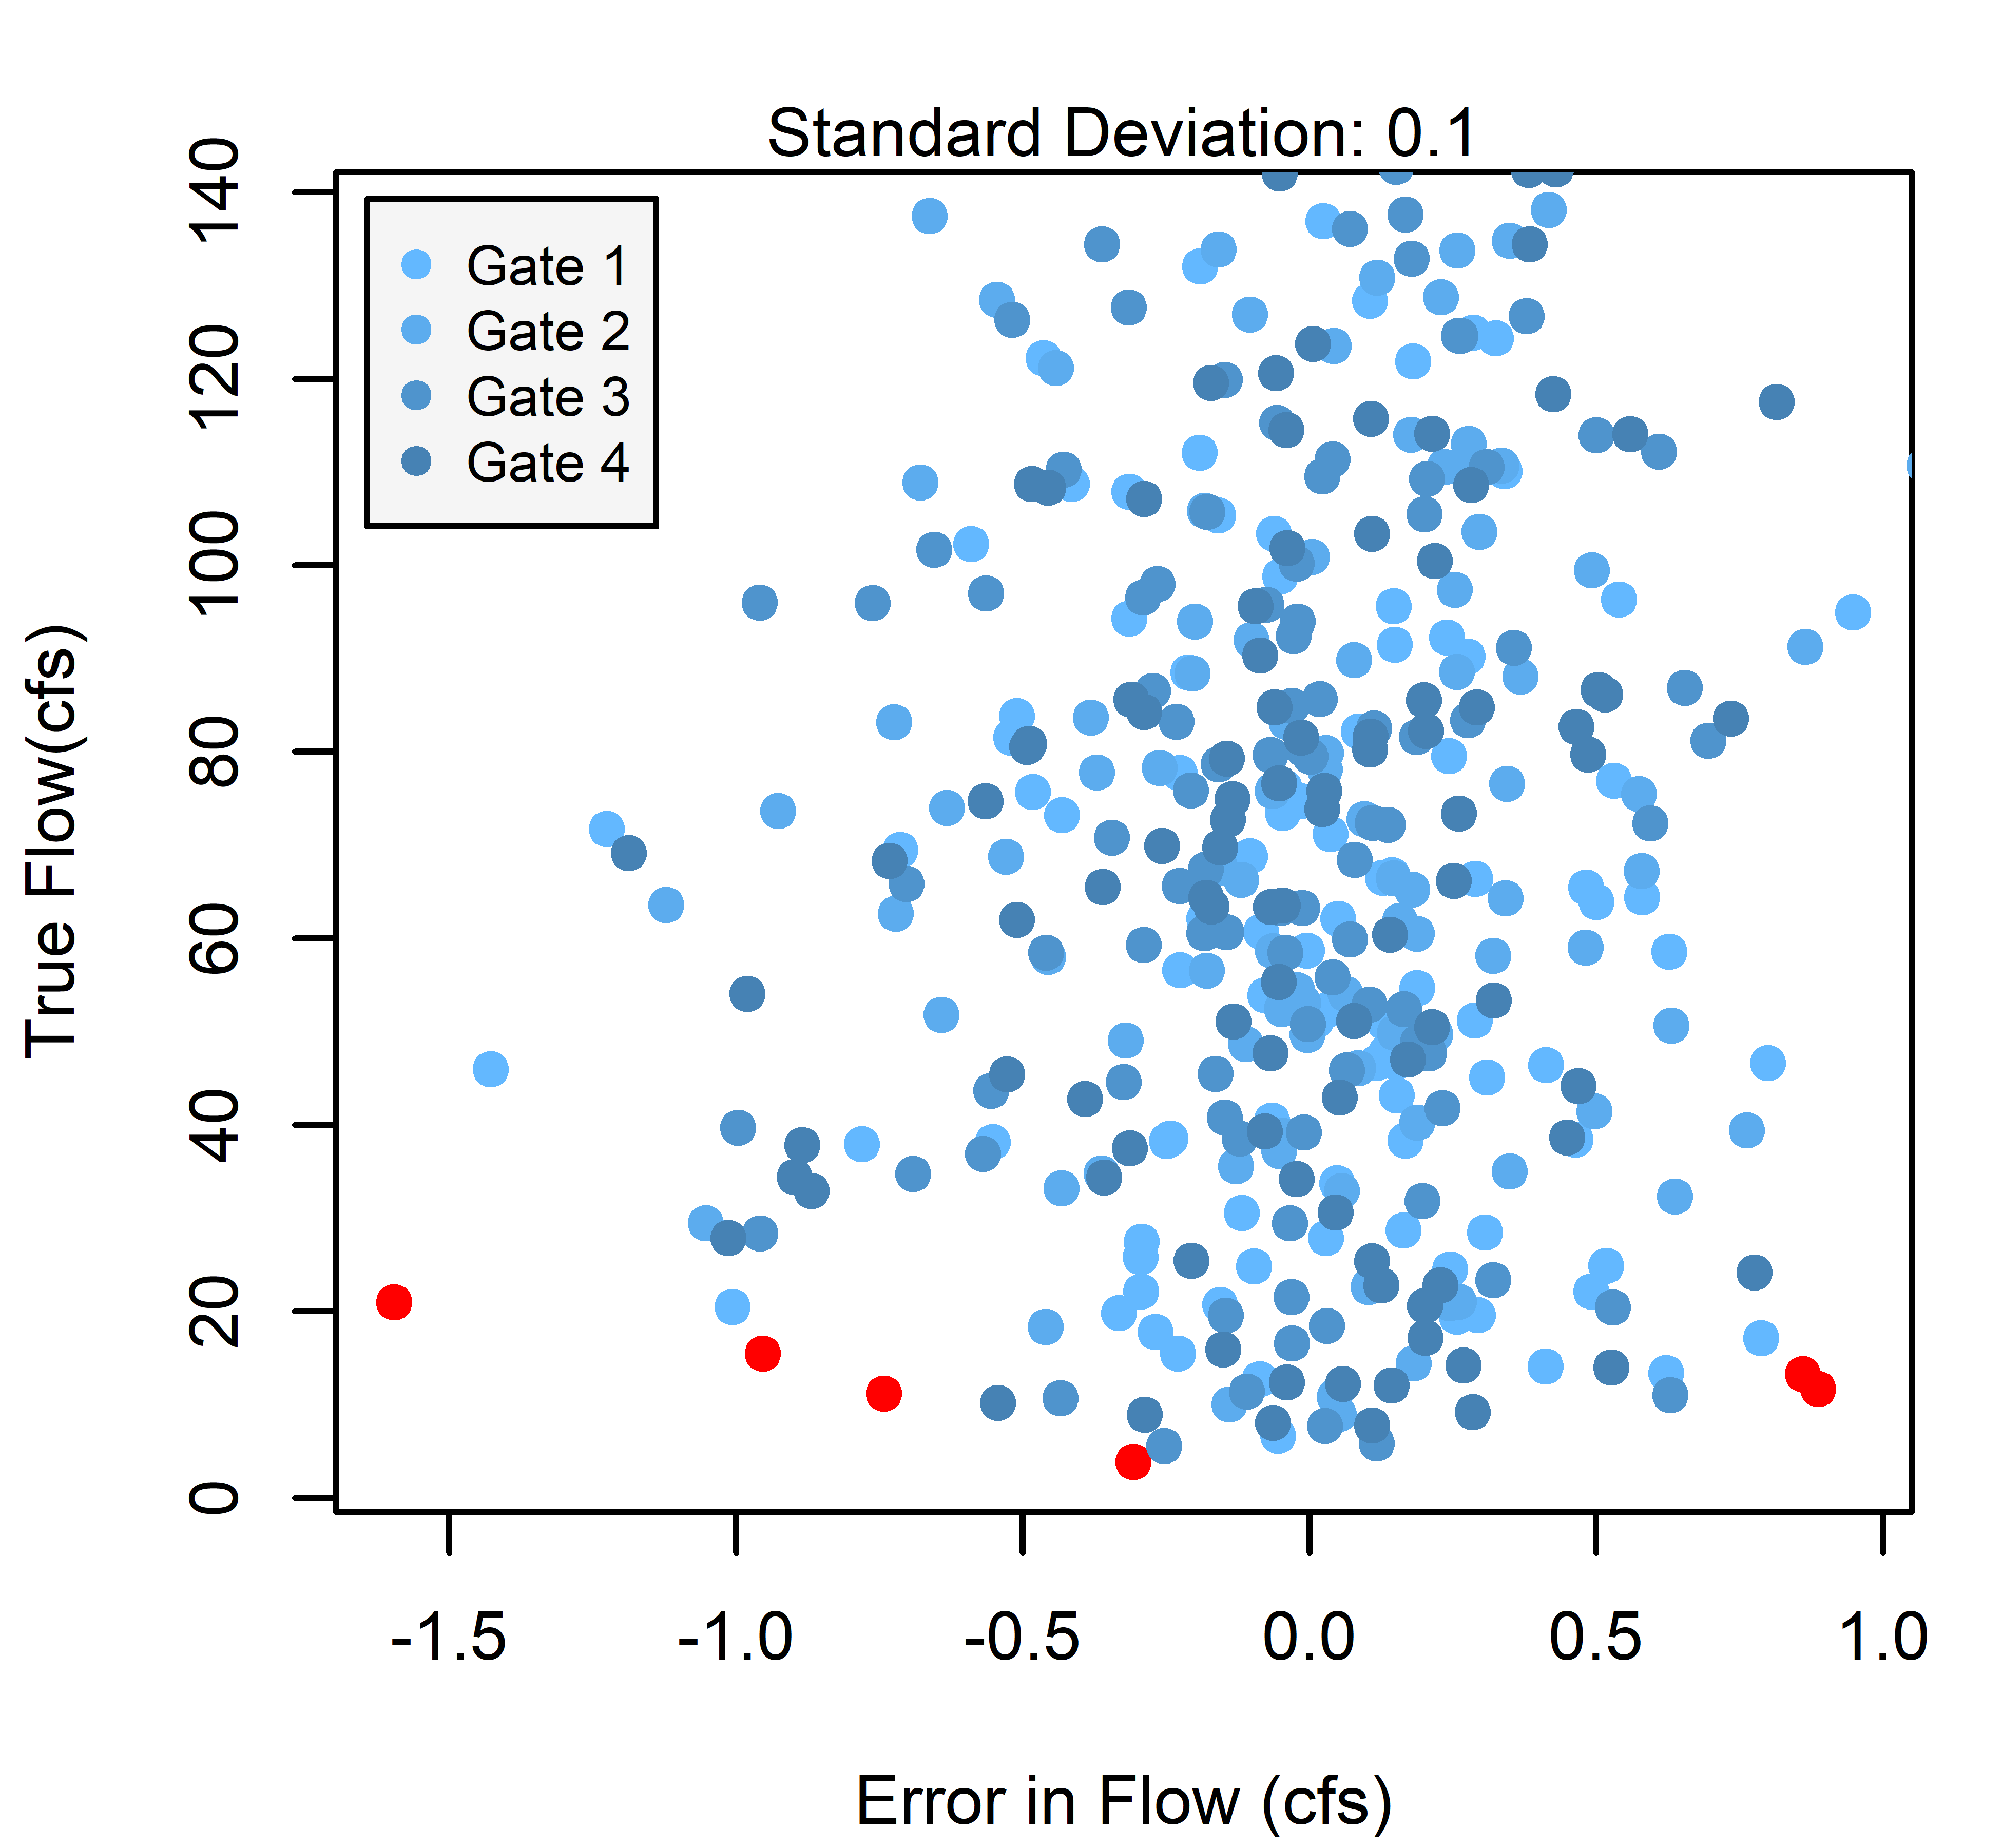 Standard Deviation: 0.1
140
120
100
80
60
40
20
0
True Flow(cfs)
Gate 1
Gate 2
Gate 3
Gate 4
-1.5 -1.0 -0.5 0.0 0.5 1.0
Error in Flow (cfs)